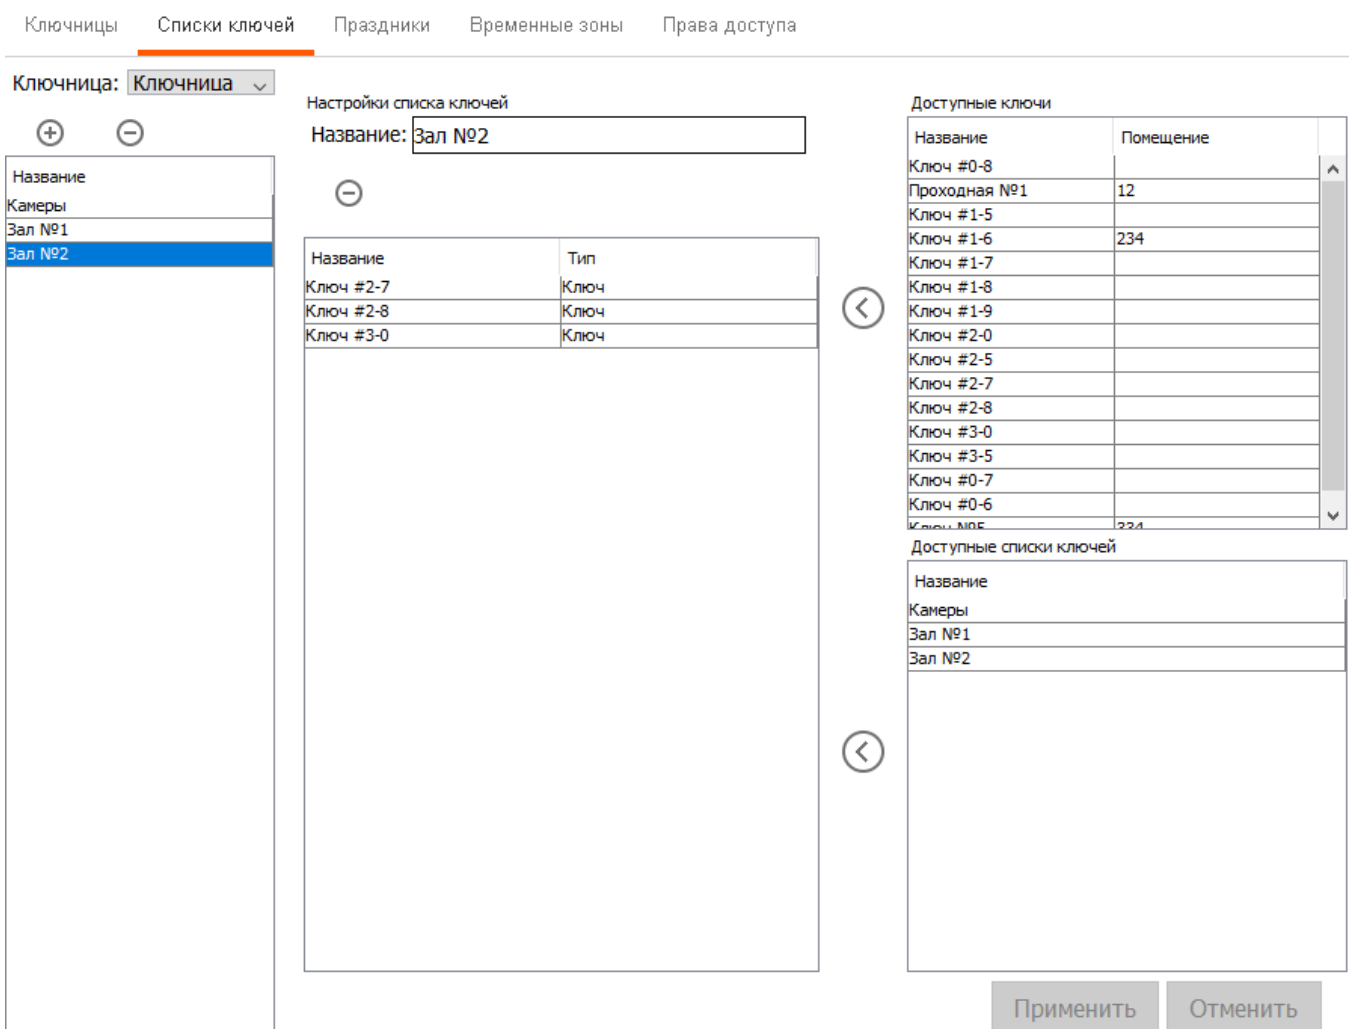 Ключницы Списки ключей Праздники Временные зоны Права доступа
Ключница: Ключница
Название
Камеры
Зал №1
Зал №2
Настройки списка ключей
Название: Зал №2
Название Тип
Ключ #2-7 Ключ
Ключ #2-8 Ключ
Ключ #3-0 Ключ
Доступные ключи
Название Помещение
Ключ #0-8
Проходная №1 12
Ключ #1-5
Ключ #1-6 234
Ключ #1-7
Ключ #1-8
Ключ #1-9
Ключ #2-0
Ключ #2-5
Ключ #2-7
Ключ #2-8
Ключ #3-0
Ключ #3-5
Ключ #0-7
Ключ #0-6
Ключ №5 334
Доступные списки ключей
Название
Камеры
Зал №1
Зал №2
Применить Отменить